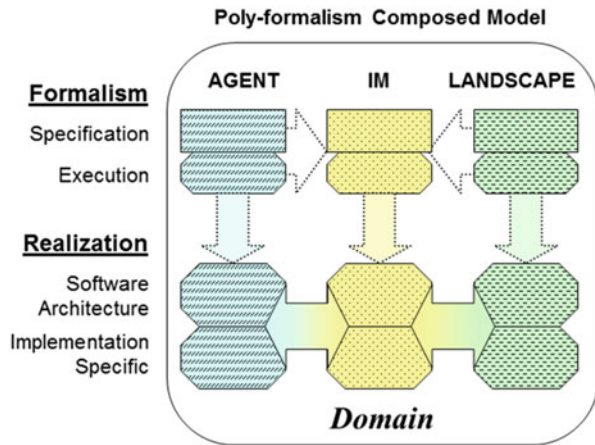 Poly-formalism Composed Model
AGENT IM LANDSCAPE
Formalism
Specification
Execution
Realization
Software
Architecture
Implementation
Specific
Domain